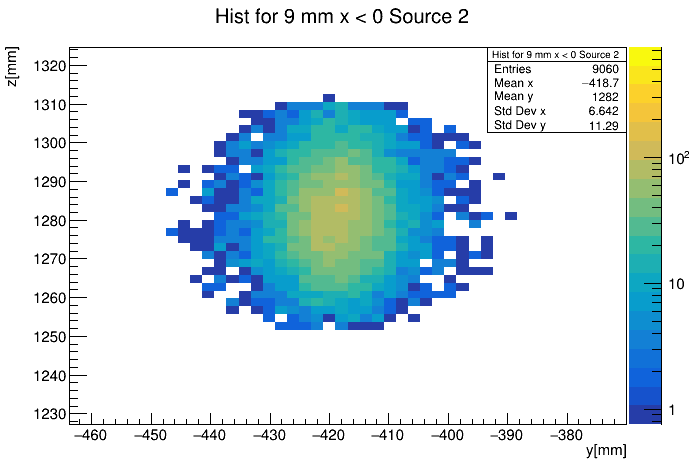 Hist for 9 mm x < 0 Source 2
z[mm]
1320
1310
1300
1290
1280
1270
1260
1250
1240
1230
−460 −450 −440 −430 −420 −410 −400 −390 −380
y[mm]
Hist for 9 mm x < 0 Source 2
Entries 9060
Mean x −418.7
Mean y 1282
Std Dev x 6.642
Std Dev y 11.29
10²
10
1